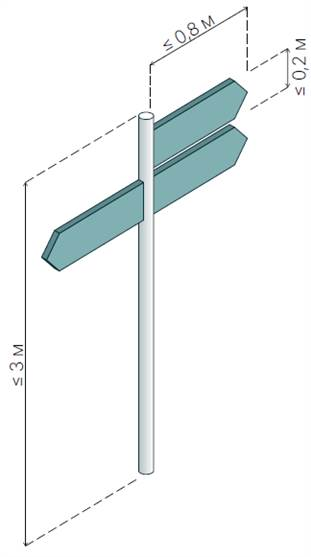 ≤ 0,8 м
≤ 0,2 м
≤ 3 м